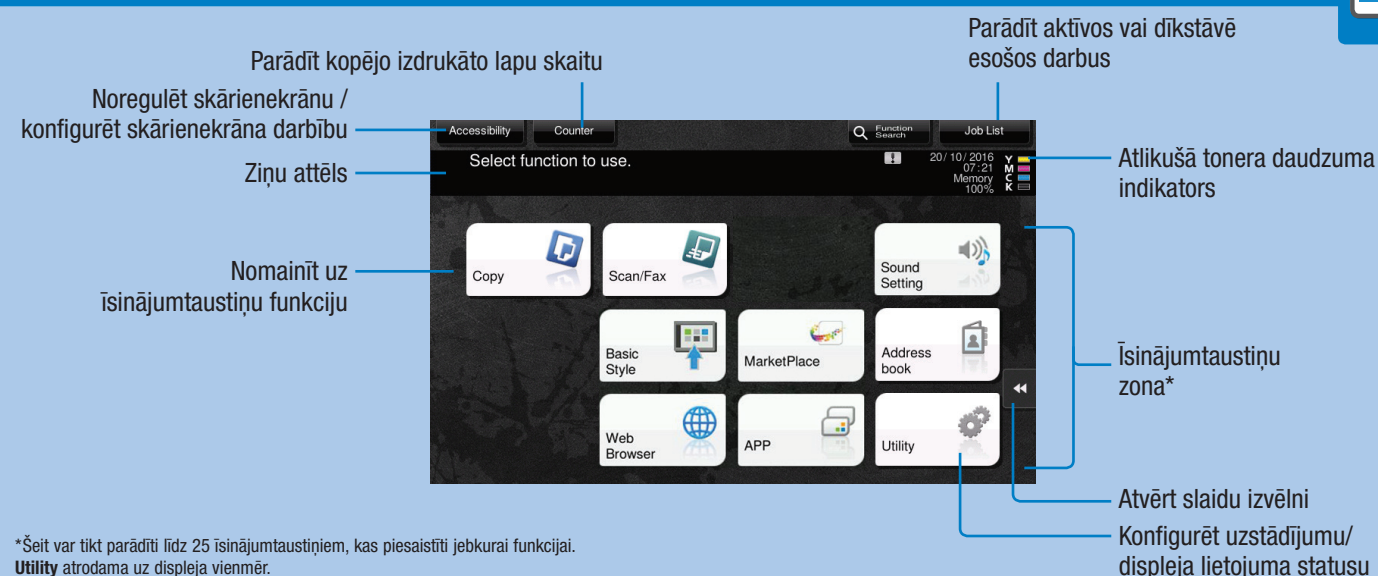 Parādīt aktīvos vai dīkstāvē
esošos darbus
Parādīt kopējo izdrukāto lapu skaitu
Noregulēt skārienekrānu /
konfigurēt skārienekrāna darbību
Ziņu attēls
Nomainīt uz
īsinājumtaustiņu funkciju
Accessibility
Counter
Function
Search
Job List
Select function to use.
20/10/2016
07:21
Memory
100%
Y
M
C
K
Copy
Scan/Fax
Sound
Setting
Basic
Style
MarketPlace
Address
book
Web
Browser
APP
Utility
Atlikušā tonera daudzuma
indikators
Īsinājumtaustiņu
zona*
Atvērt slaidu izvēlni
Konfigurēt uzstādījumu/
displeja lietojuma statusu
*Šeit var tikt parādīti līdz 25 īsinājumtaustiņiem, kas piesaistīti jebkurai funkcijai.
Utility atrodama uz displeja vienmēr.